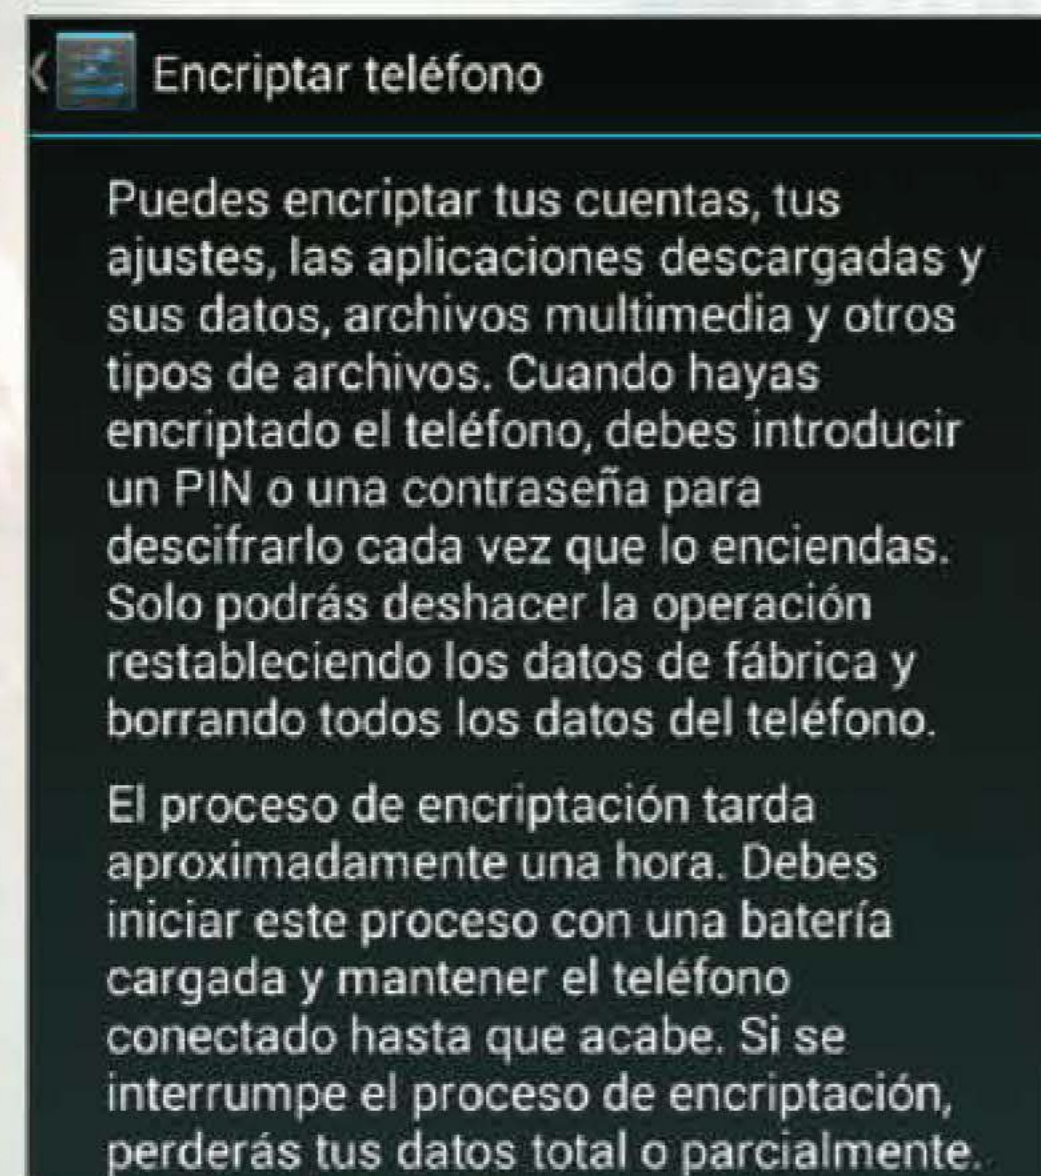 Encriptar teléfono
Puedes encriptar tus cuentas, tus
ajustes, las aplicaciones descargadas y
sus datos, archivos multimedia y otros
tipos de archivos. Cuando hayas
encriptado el teléfono, debes introducir
un PIN o una contraseña para
descifrarlo cada vez que lo enciendas.
Solo podrás deshacer la operación
restableciendo los datos de fábrica y
borrando todos los datos del teléfono.
El proceso de encriptación tarda
aproximadamente una hora. Debes
iniciar este proceso con una batería
cargada y mantener el teléfono
conectado hasta que acabe. Si se
interrumpe el proceso de encriptación,
perderás tus datos total o parcialmente.